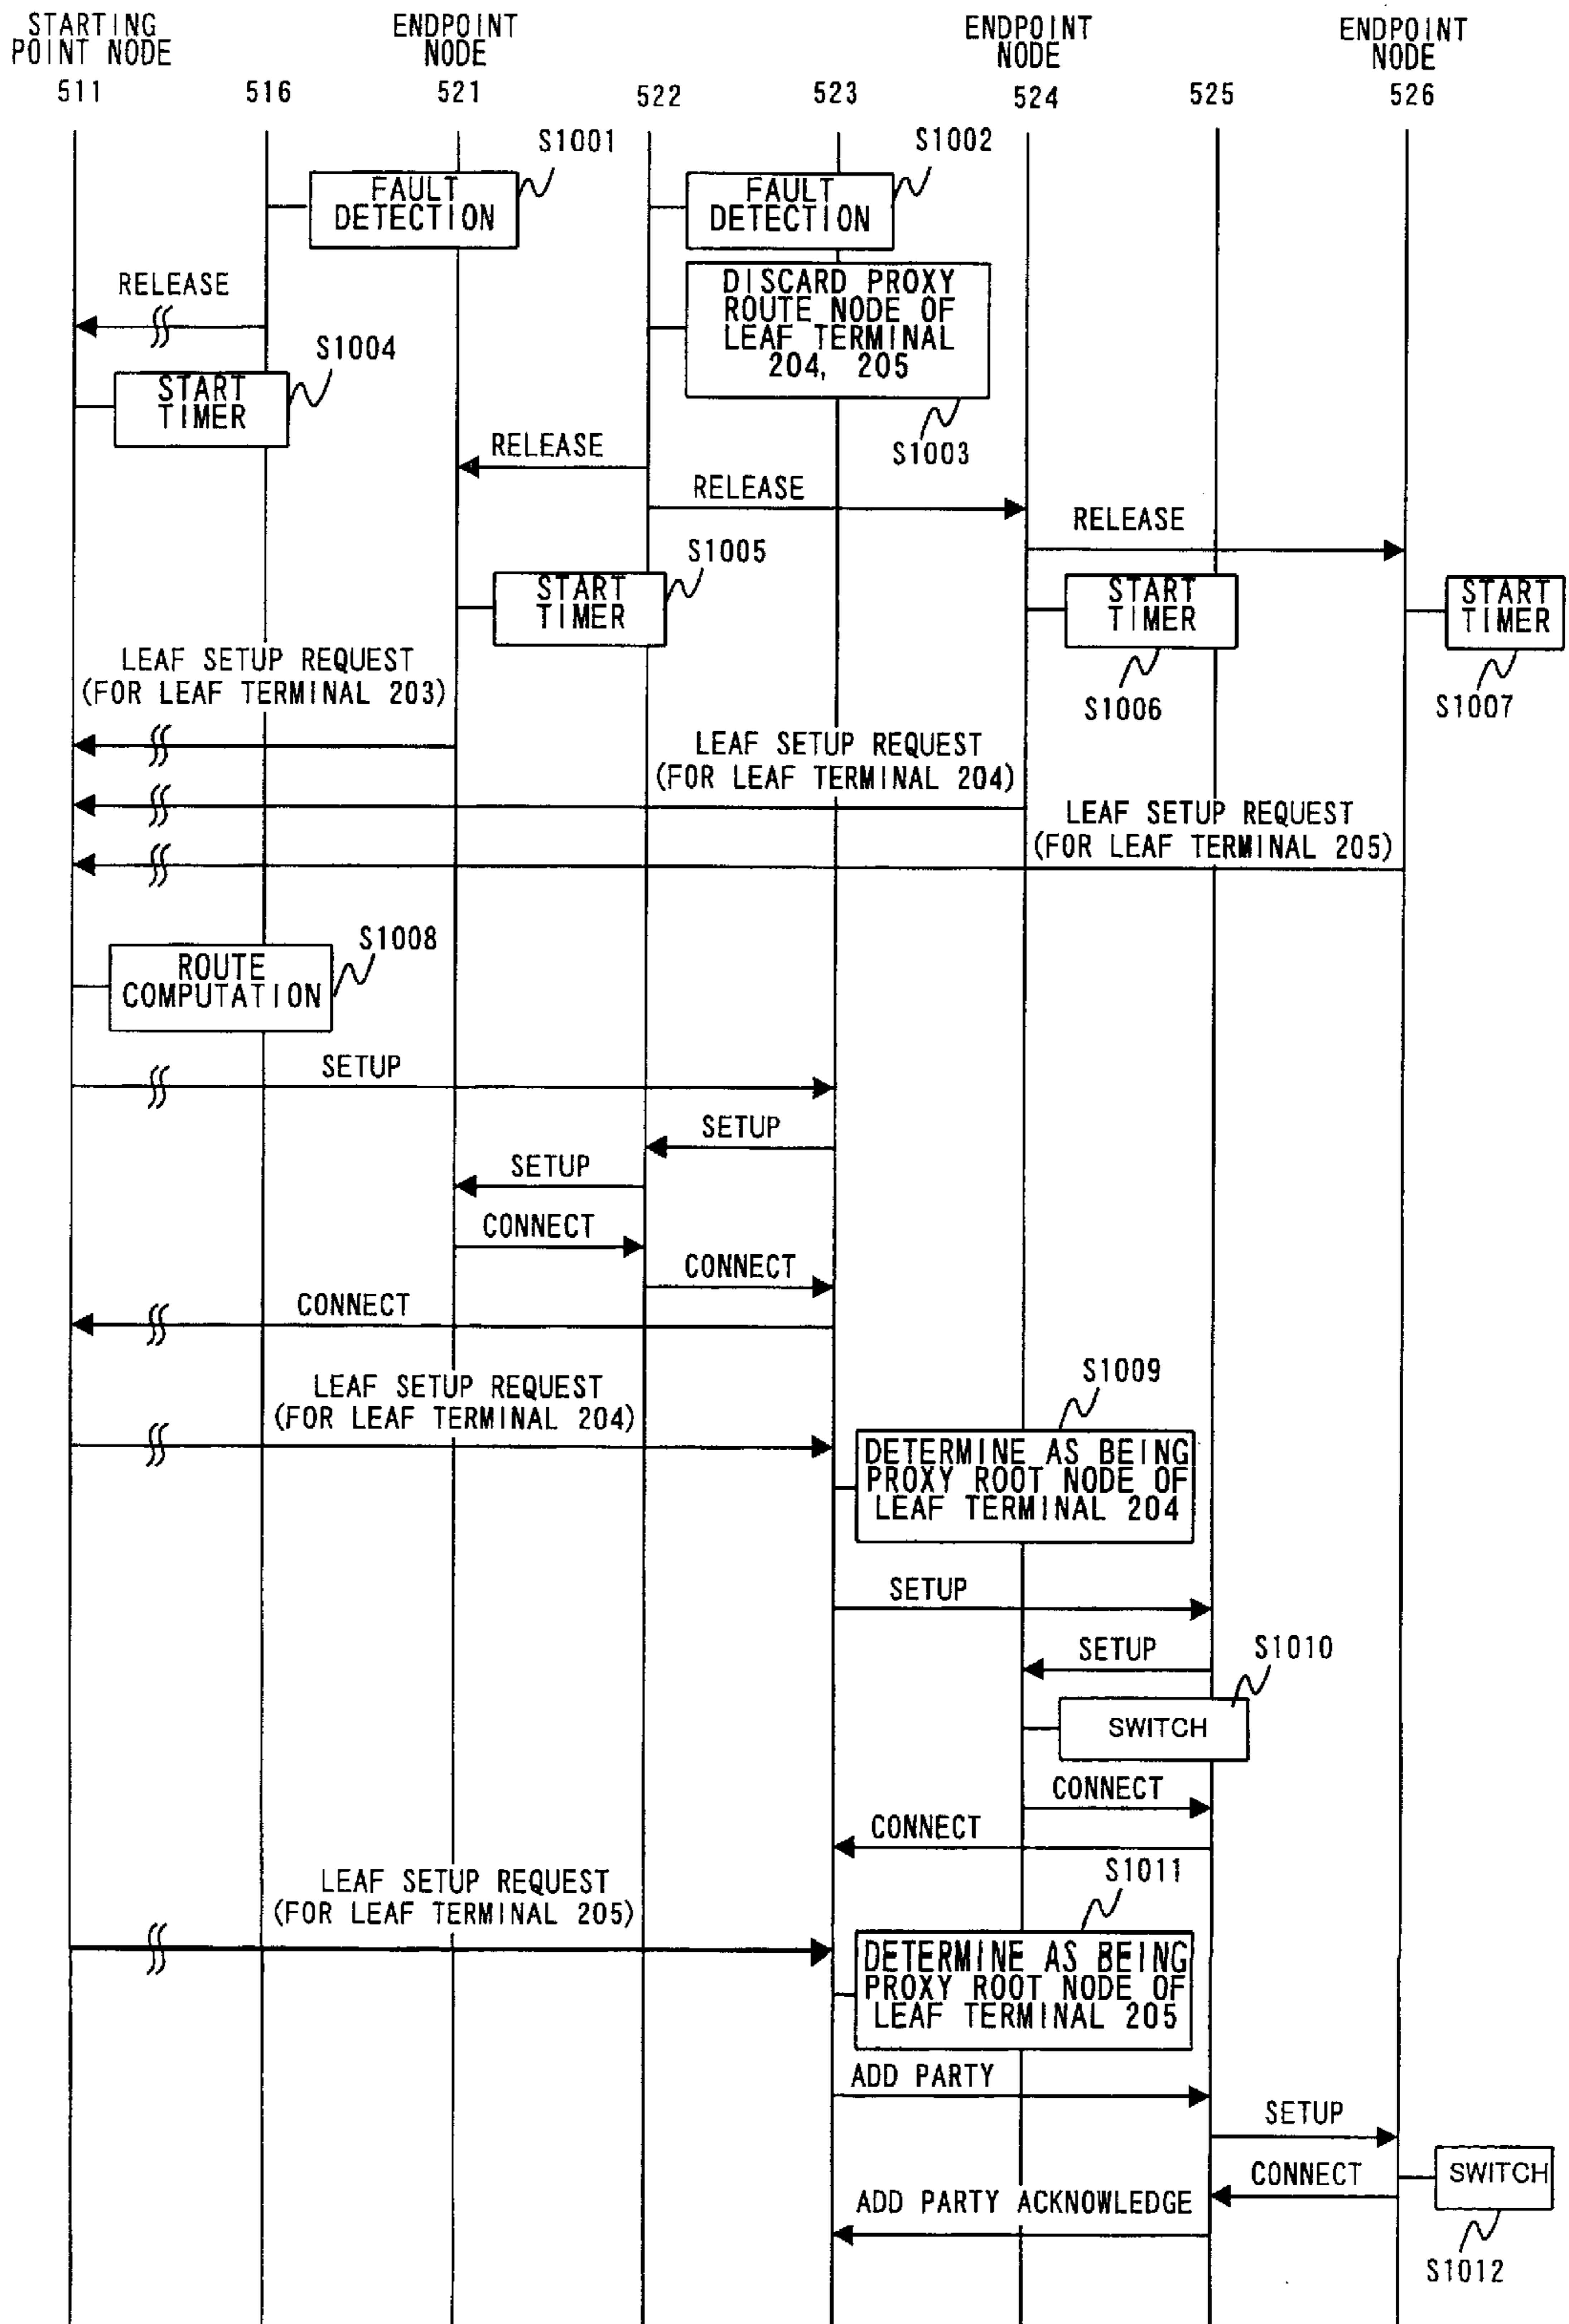 STARTING
POINT NODE
ENDPOINT
NODE
ENDPOINT
NODE
ENDPOINT
NODE
511
516
521
522
523
524
525
526
S1001
S1002
FAULT
DETECTION
FAULT
DETECTION
RELEASE
DISCARD PROXY
ROUTE NODE OF
LEAF TERMINAL
204, 205
S1003
S1004
START
TIMER
RELEASE
RELEASE
RELEASE
S1005
START
TIMER
START
TIMER
START
TIMER
S1006
S1007
LEAF SETUP REQUEST
(FOR LEAF TERMINAL 203)
LEAF SETUP REQUEST
(FOR LEAF TERMINAL 204)
LEAF SETUP REQUEST
(FOR LEAF TERMINAL 205)
S1008
ROUTE
COMPUTATION
SETUP
SETUP
SETUP
CONNECT
CONNECT
CONNECT
LEAF SETUP REQUEST
(FOR LEAF TERMINAL 204)
S1009
DETERMINE AS BEING
PROXY ROOT NODE OF
LEAF TERMINAL 204
SETUP
SETUP
S1010
SWITCH
CONNECT
CONNECT
LEAF SETUP REQUEST
(FOR LEAF TERMINAL 205)
S1011
DETERMINE AS BEING
PROXY ROOT NODE OF
LEAF TERMINAL 205
ADD PARTY
SETUP
SWITCH
CONNECT
ADD PARTY ACKNOWLEDGE
S1012